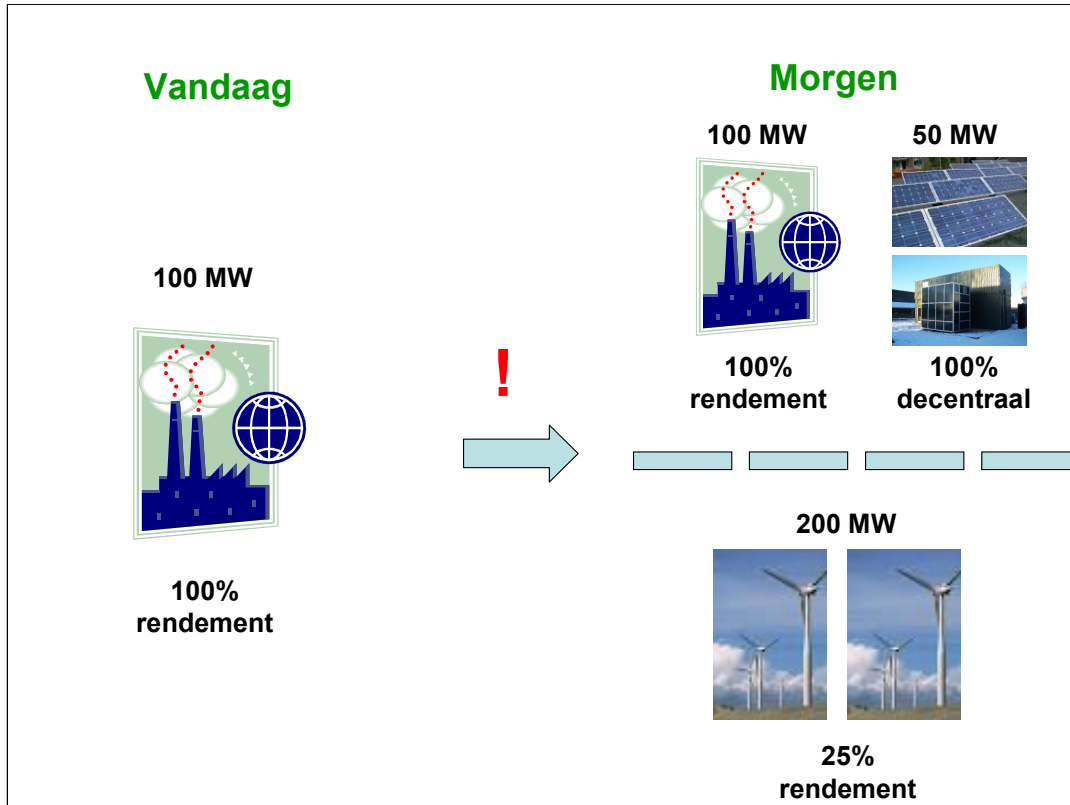 Vandaag
100 MW
100%
rendement
!
Morgen
100 MW
50 MW
100%
rendement
100%
decentraal
200 MW
25%
rendement